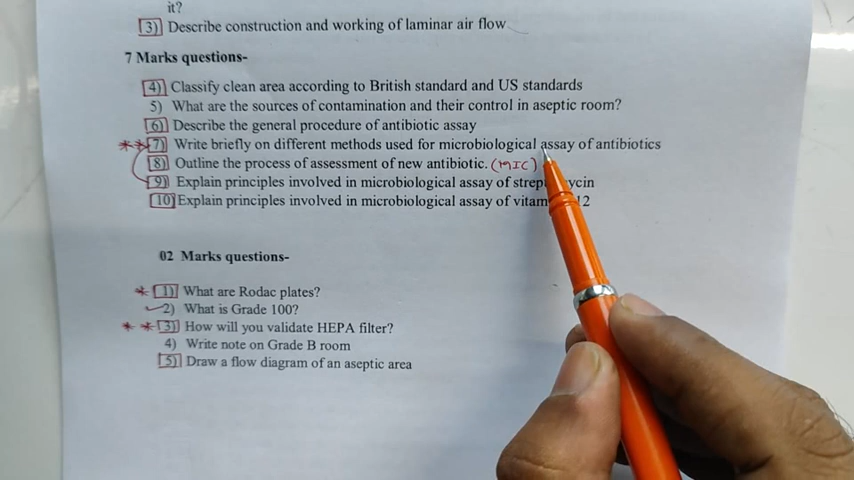 it?
3) Describe construction and working of laminar air flow
7 Marks questions-
4) Classify clean area according to British standard and US standards
5) What are the sources of contamination and their control in aseptic room?
6) Describe the general procedure of antibiotic assay
**7) Write briefly on different methods used for microbiological assay of antibiotics
8) Outline the process of assessment of new antibiotic. (MIC)
9) Explain principles involved in microbiological assay of
10) Explain principles involved in microbiological assay of
02 Marks questions-
* 1) What are Rodac plates?
2) What is Grade 100?
* * 3) How will you validate HEPA filter?
4) Write note on Grade B room
5) Draw a flow diagram of an aseptic area